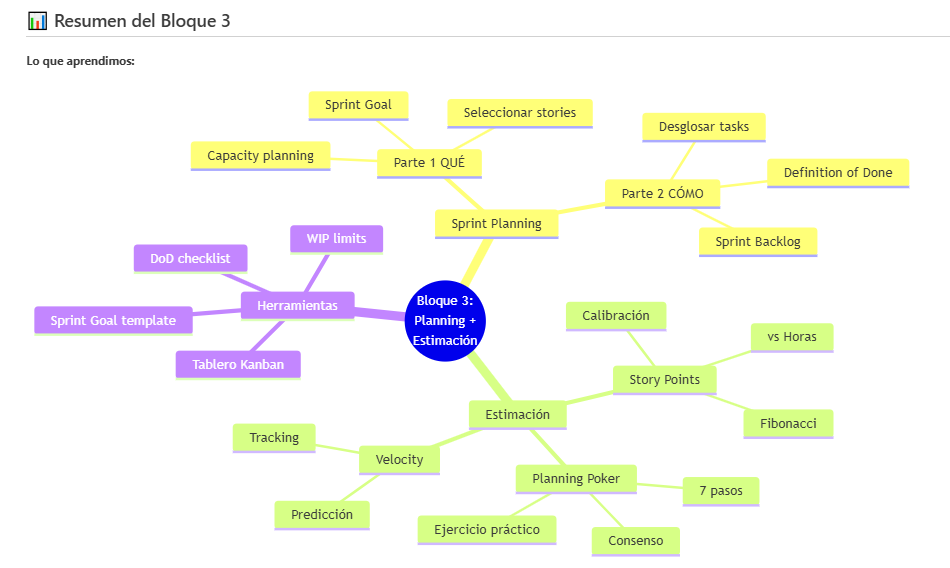 Resumen del Bloque 3
Lo que aprendimos:
Sprint Goal
Seleccionar stories
Capacity planning
Parte 1 QUÉ
Desglosar tasks
Definition of Done
Parte 2 CÓMO
Sprint Backlog
Sprint Planning
WIP limits
DoD checklist
Herramientas
Sprint Goal template
Tablero Kanban
Bloque 3:
Planning +
Estimación
Calibración
vs Horas
Story Points
Fibonacci
Estimación
Tracking
Velocity
Predicción
Planning Poker
7 pasos
Ejercicio práctico
Consenso